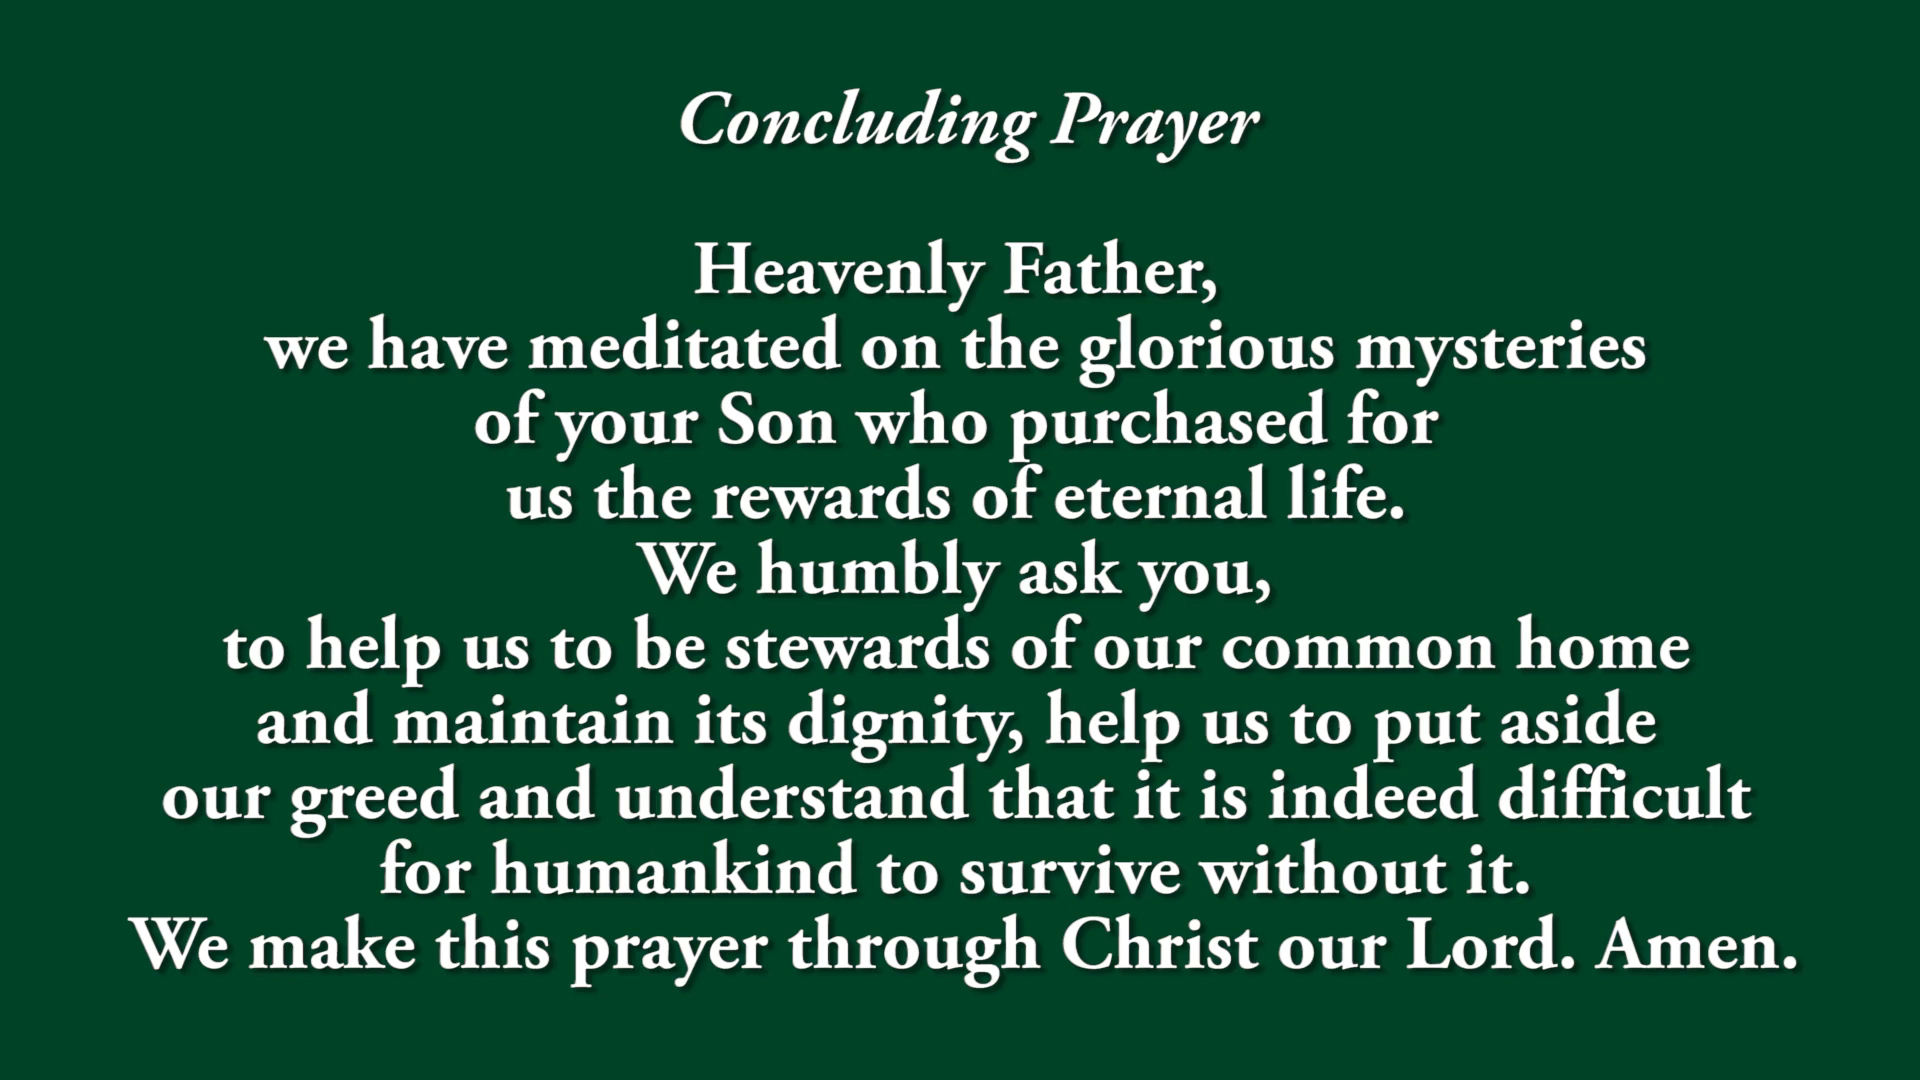 Concluding Prayer
Heavenly Father,
we have meditated on the glorious mysteries
of your Son who purchased for
us the rewards of eternal life.
We humbly ask you,
to help us to be stewards of our common home
and maintain its dignity, help us to put aside
our greed and understand that it is indeed difficult
for humankind to survive without it.
We make this prayer through Christ our Lord. Amen.